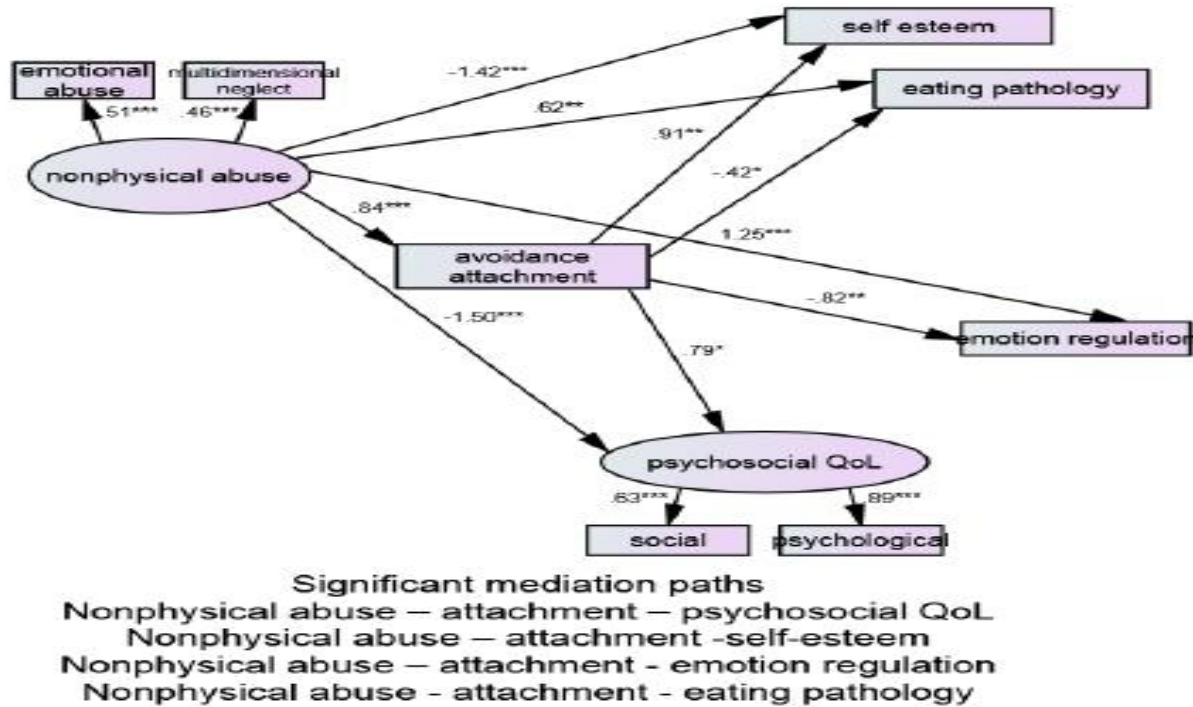 self esteem
emotional
abuse
multidimensional
neglect
-1.42***
eating pathology
.51***
.46***
.62**
.91**
nonphysical abuse
-.42*
.84***
1.25***
avoidance
attachment
-.82**
-1.50***
emotion regulation
.79*
psychosocial QoL
.63***
.89***
social
psychological
Significant mediation paths
Nonphysical abuse – attachment – psychosocial QoL
Nonphysical abuse – attachment -self-esteem
Nonphysical abuse – attachment - emotion regulation
Nonphysical abuse - attachment - eating pathology